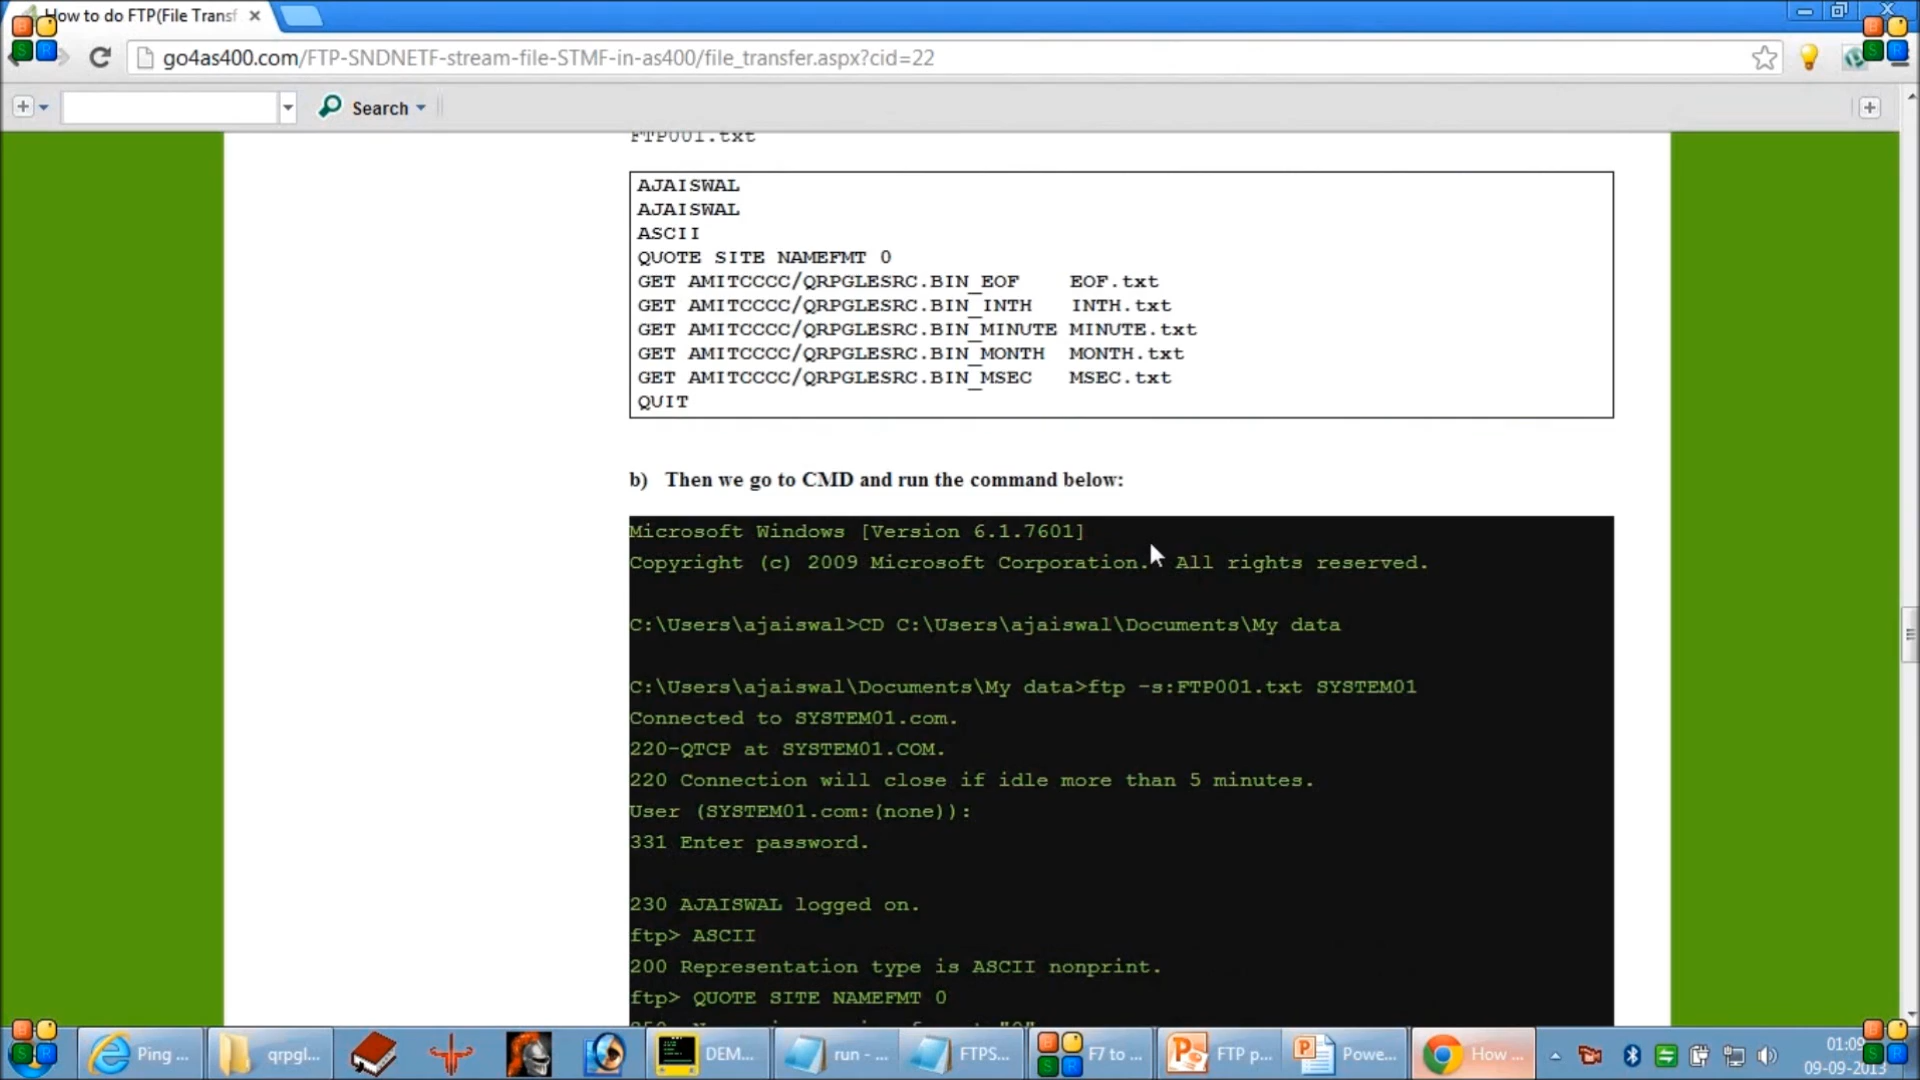 How to do FTP(File Transf
go4as400.com/FTP-SNDNETF-stream-file-STMF-in-as400/file_transfer.aspx?cid=22
Search
FTP001.txt
AJAISWAL
AJAISWAL
ASCII
QUOTE SITE NAMEFMT 0
GET AMITCCCC/QRPGLESRC.BIN_EOF EOF.txt
GET AMITCCCC/QRPGLESRC.BIN_INTH INTH.txt
GET AMITCCCC/QRPGLESRC.BIN_MINUTE MINUTE.txt
GET AMITCCCC/QRPGLESRC.BIN_MONTH MONTH.txt
GET AMITCCCC/QRPGLESRC.BIN_MSEC MSEC.txt
QUIT
b) Then we go to CMD and run the command below:
Microsoft Windows [Version 6.1.7601]
Copyright (c) 2009 Microsoft Corporation. All rights reserved.
C:\Users\ajaiswal>CD C:\Users\ajaiswal\Documents\My data
C:\Users\ajaiswal\Documents\My data>ftp -s:FTP001.txt SYSTEM01
Connected to SYSTEM01.com.
220-QTCP at SYSTEM01.COM.
220 Connection will close if idle more than 5 minutes.
User (SYSTEM01.com:(none)):
331 Enter password.
230 AJAISWAL logged on.
ftp> ASCII
200 Representation type is ASCII nonprint.
ftp> QUOTE SITE NAMEFMT 0
Ping ... qrpgl... DEM... run - ... FTPS... F7 to ... FTP p... Powe... How ... 01:09
09-09-2013